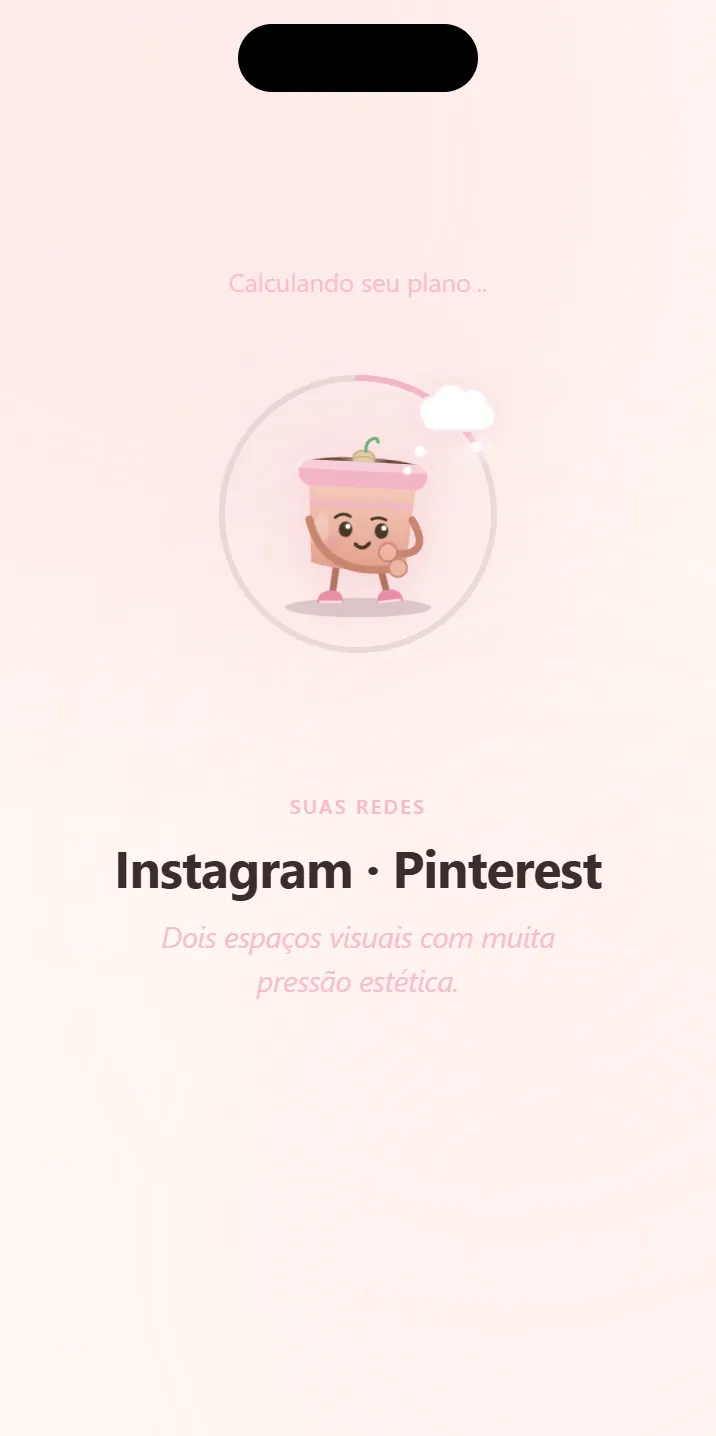 Calculando seu plano..
SUAS REDES
Instagram · Pinterest
Dois espaços visuais com muita
pressão estética.